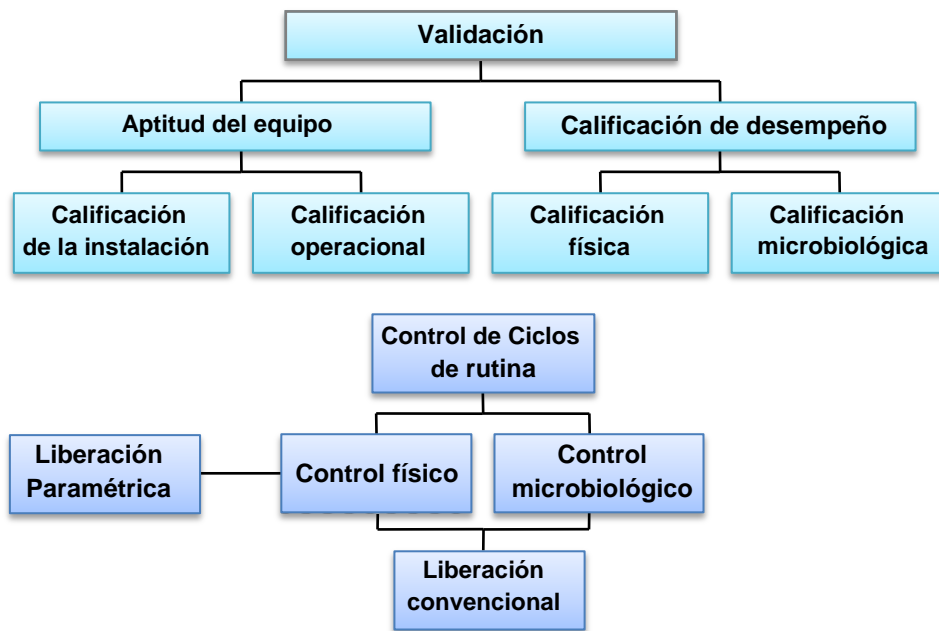 Validación
Aptitud del equipo
Calificación de desempeño
Calificación
de la instalación
Calificación
operacional
Calificación
física
Calificación
microbiológica
Control de Ciclos
de rutina
Liberación
Paramétrica
Control físico
Control
microbiológico
Liberación
convencional